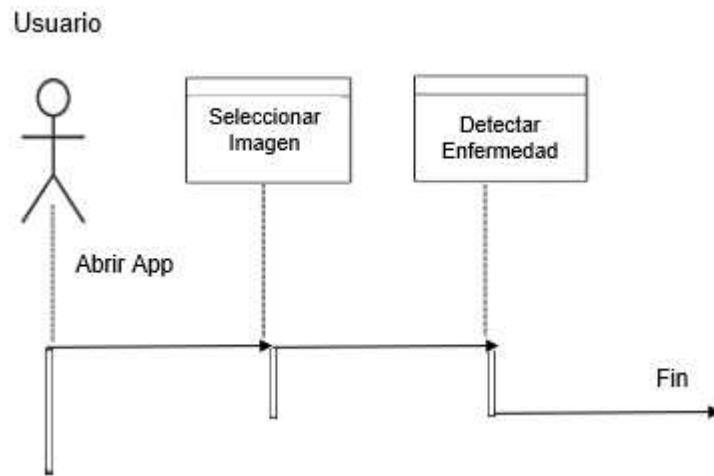 Usuario
Seleccionar
Imagen
Detectar
Enfermedad
Abrir App
Fin